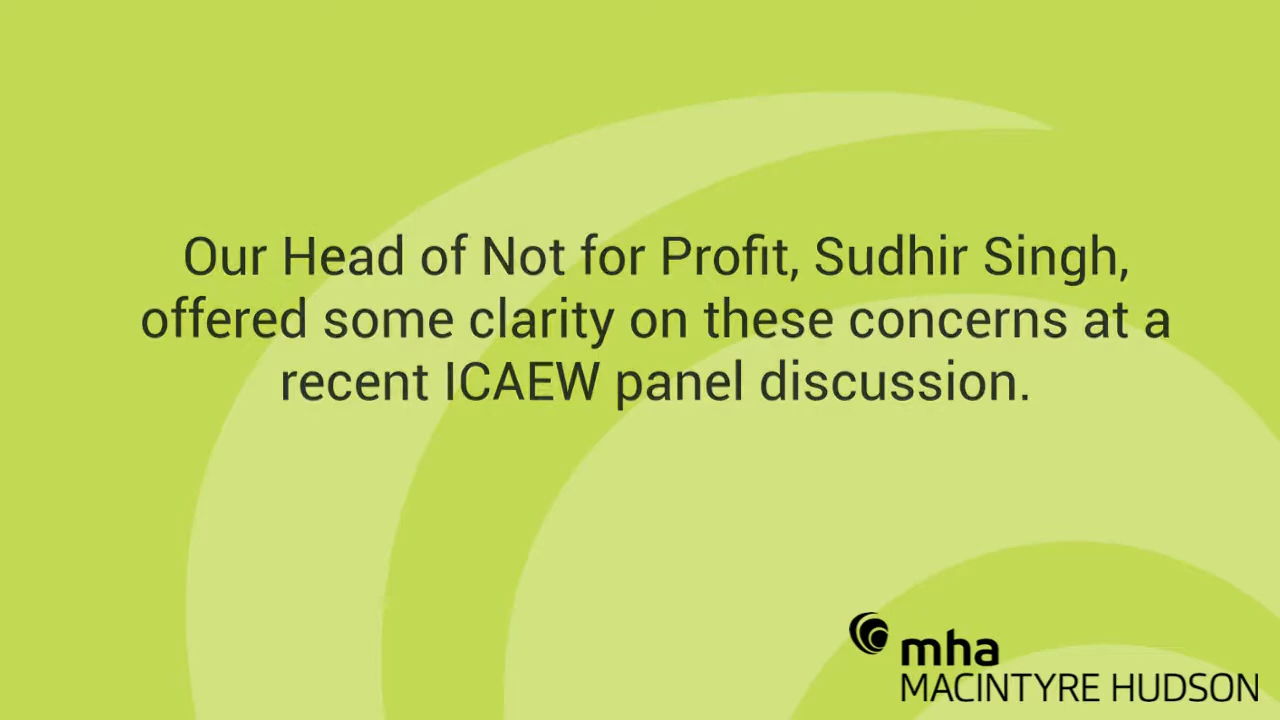 Our Head of Not for Profit, Sudhir Singh,
offered some clarity on these concerns at a
recent ICAEW panel discussion.
mha
MACINTYRE HUDSON